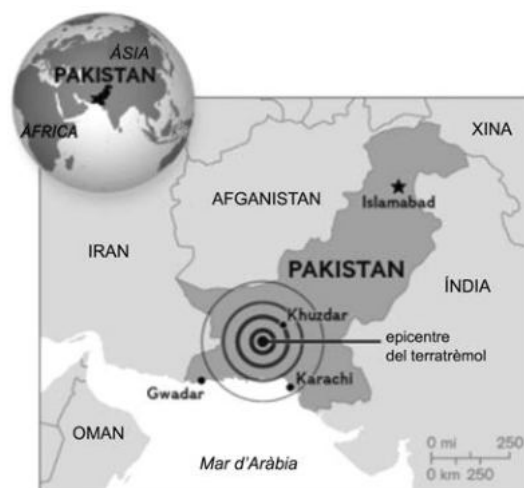 ÀSIA
PAKISTAN
ÀFRICA
XINA
AFGANISTAN
Islamabad
IRAN
PAKISTAN
ÍNDIA
Khuzdar
epicentre
del terratrèmol
Gwadar
Karachi
OMAN
Mar d'Aràbia
0 mi 250
0 km 250